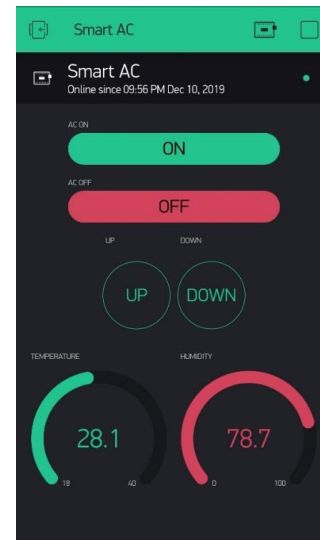 Smart AC
Smart AC
Online since 09:56 PM Dec 10, 2019
AC ON
ON
AC OFF
OFF
UP DOWN
UP DOWN
TEMPERATURE HUMIDITY
28.1 78.7
18 40 0 100